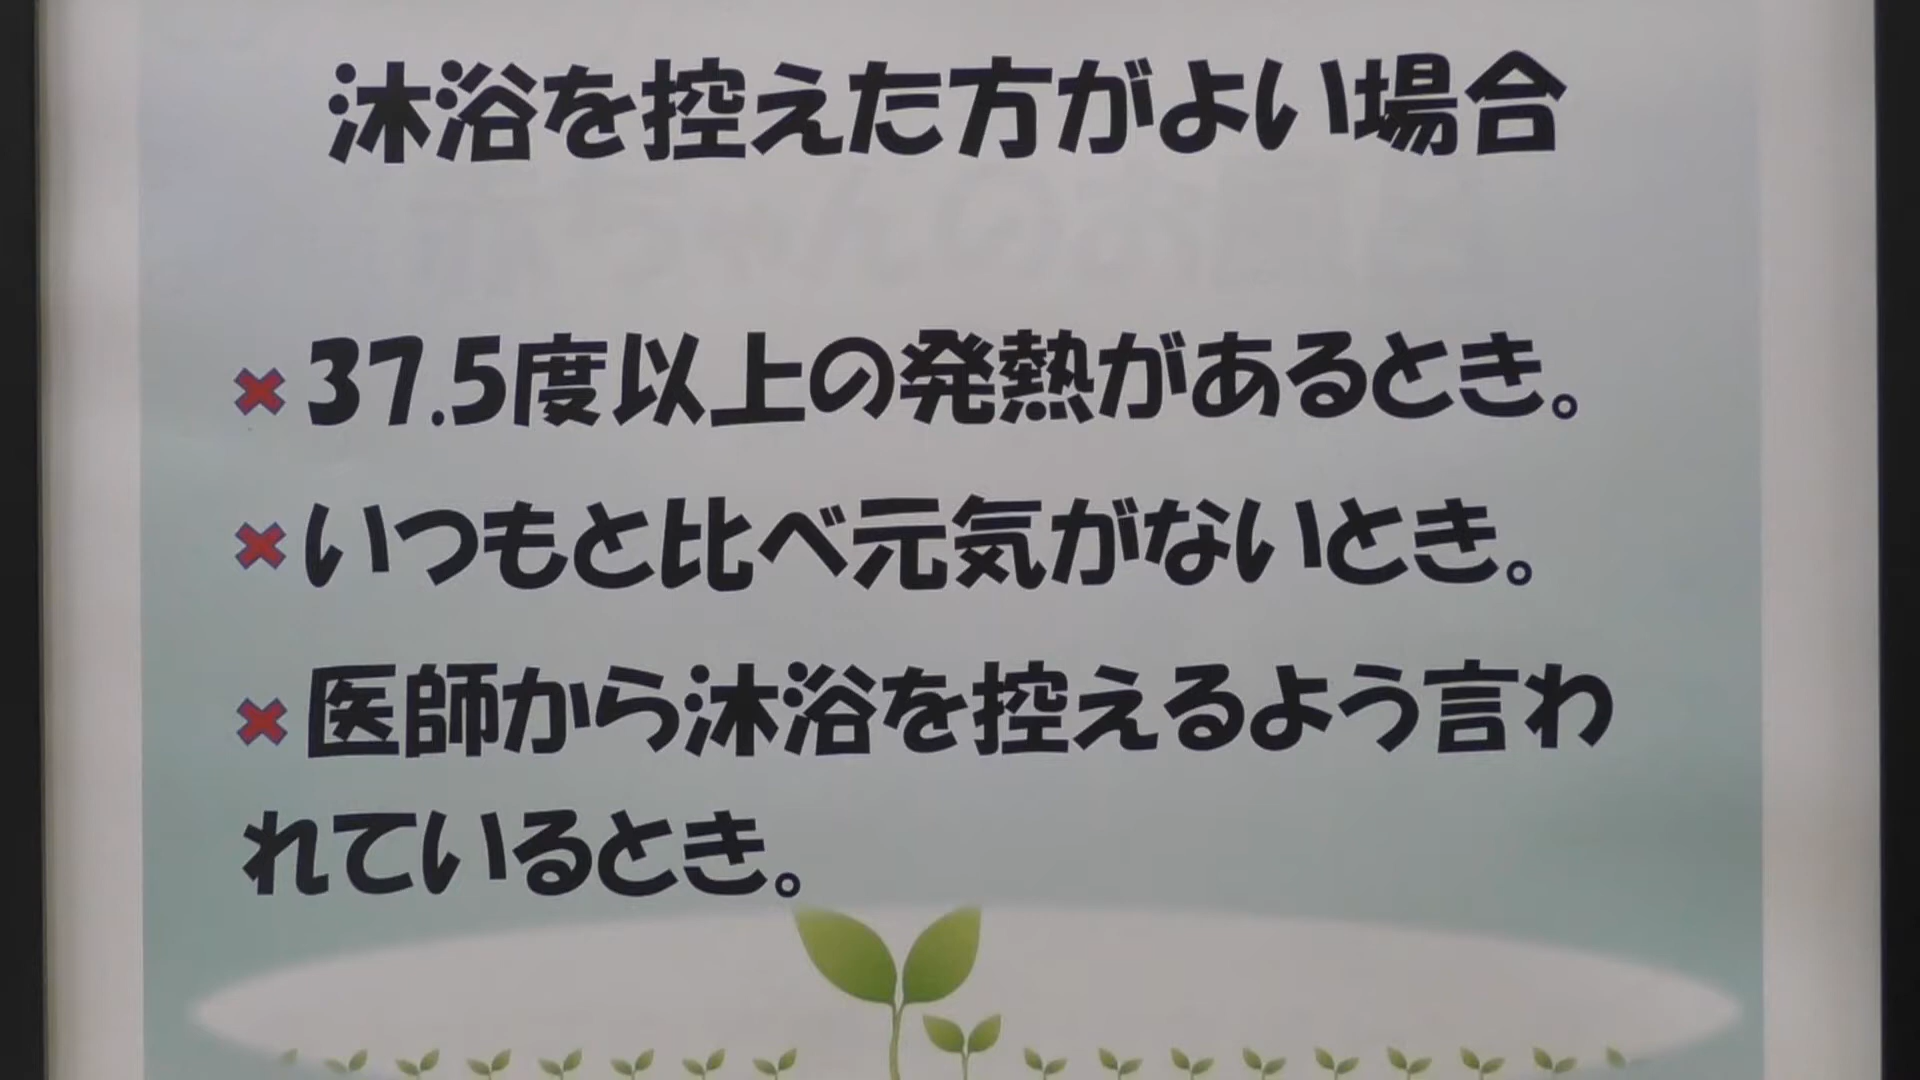 沐浴を控えた方がよい場合
×37.5度以上の発熱があるとき。
×いつもと比べ元気がないとき。
×医師から沐浴を控えるよう言わ
れているとき。